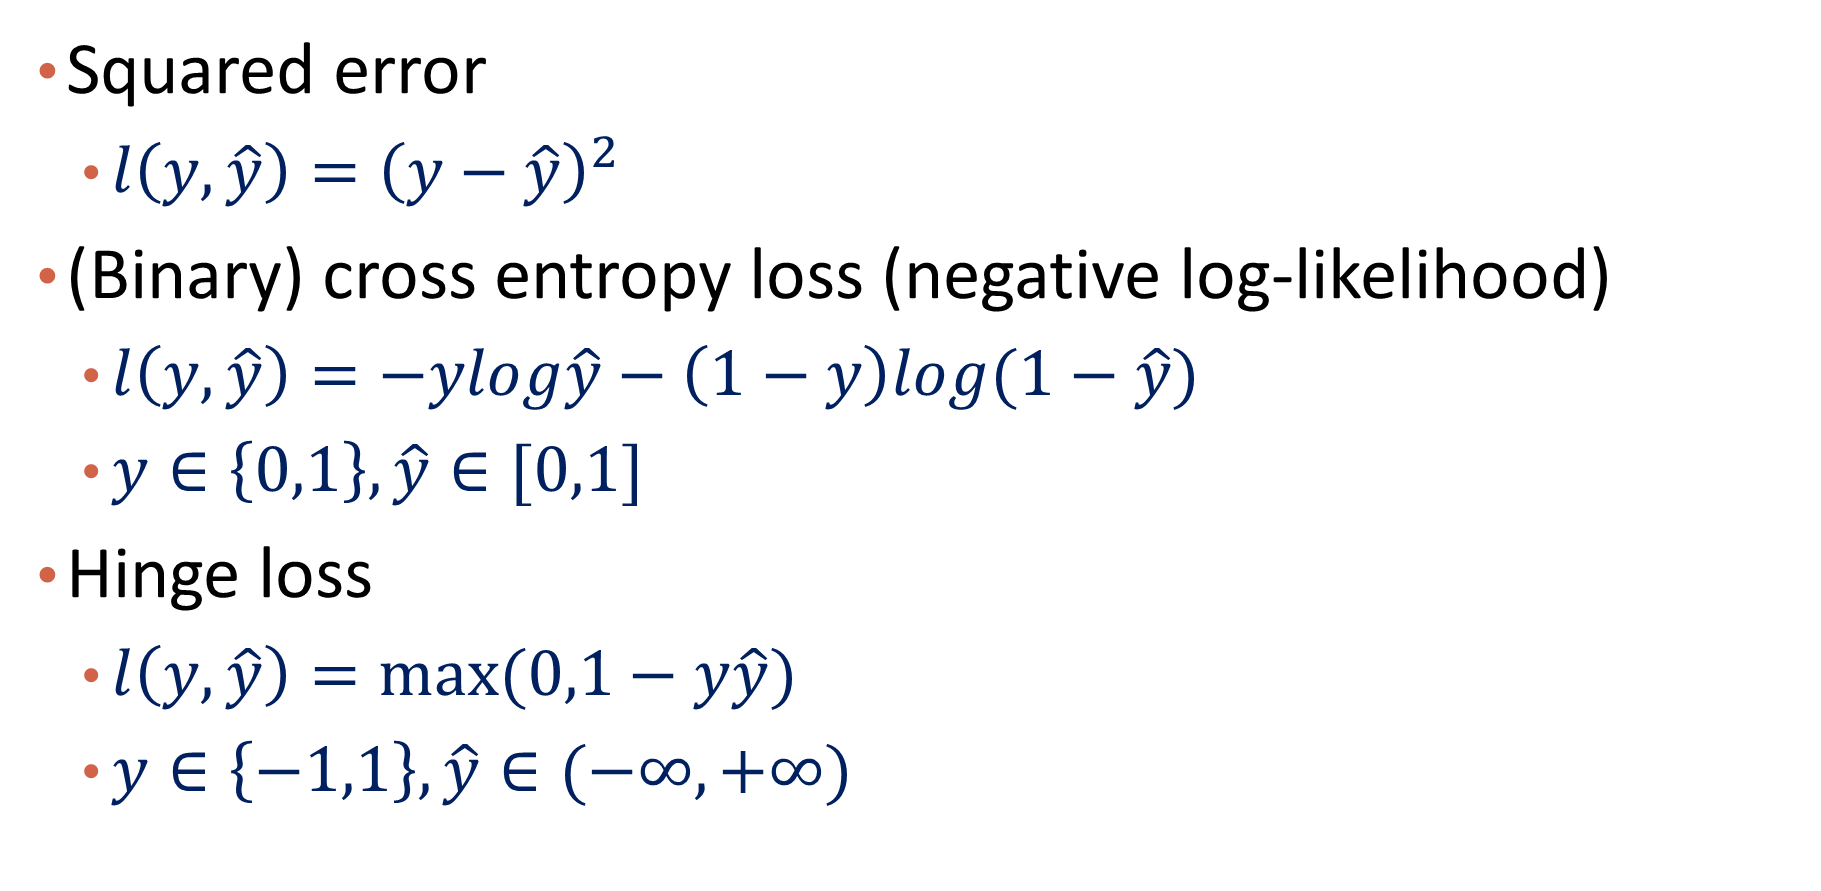 • Squared error
• l(y, ŷ) = (y − ŷ)²
• (Binary) cross entropy loss (negative log-likelihood)
• l(y, ŷ) = −ylogŷ − (1 − y)log(1 − ŷ)
• y ∈ {0,1}, ŷ ∈ [0,1]
• Hinge loss
• l(y, ŷ) = max(0,1 − yŷ)
• y ∈ {−1,1}, ŷ ∈ (−∞, +∞)